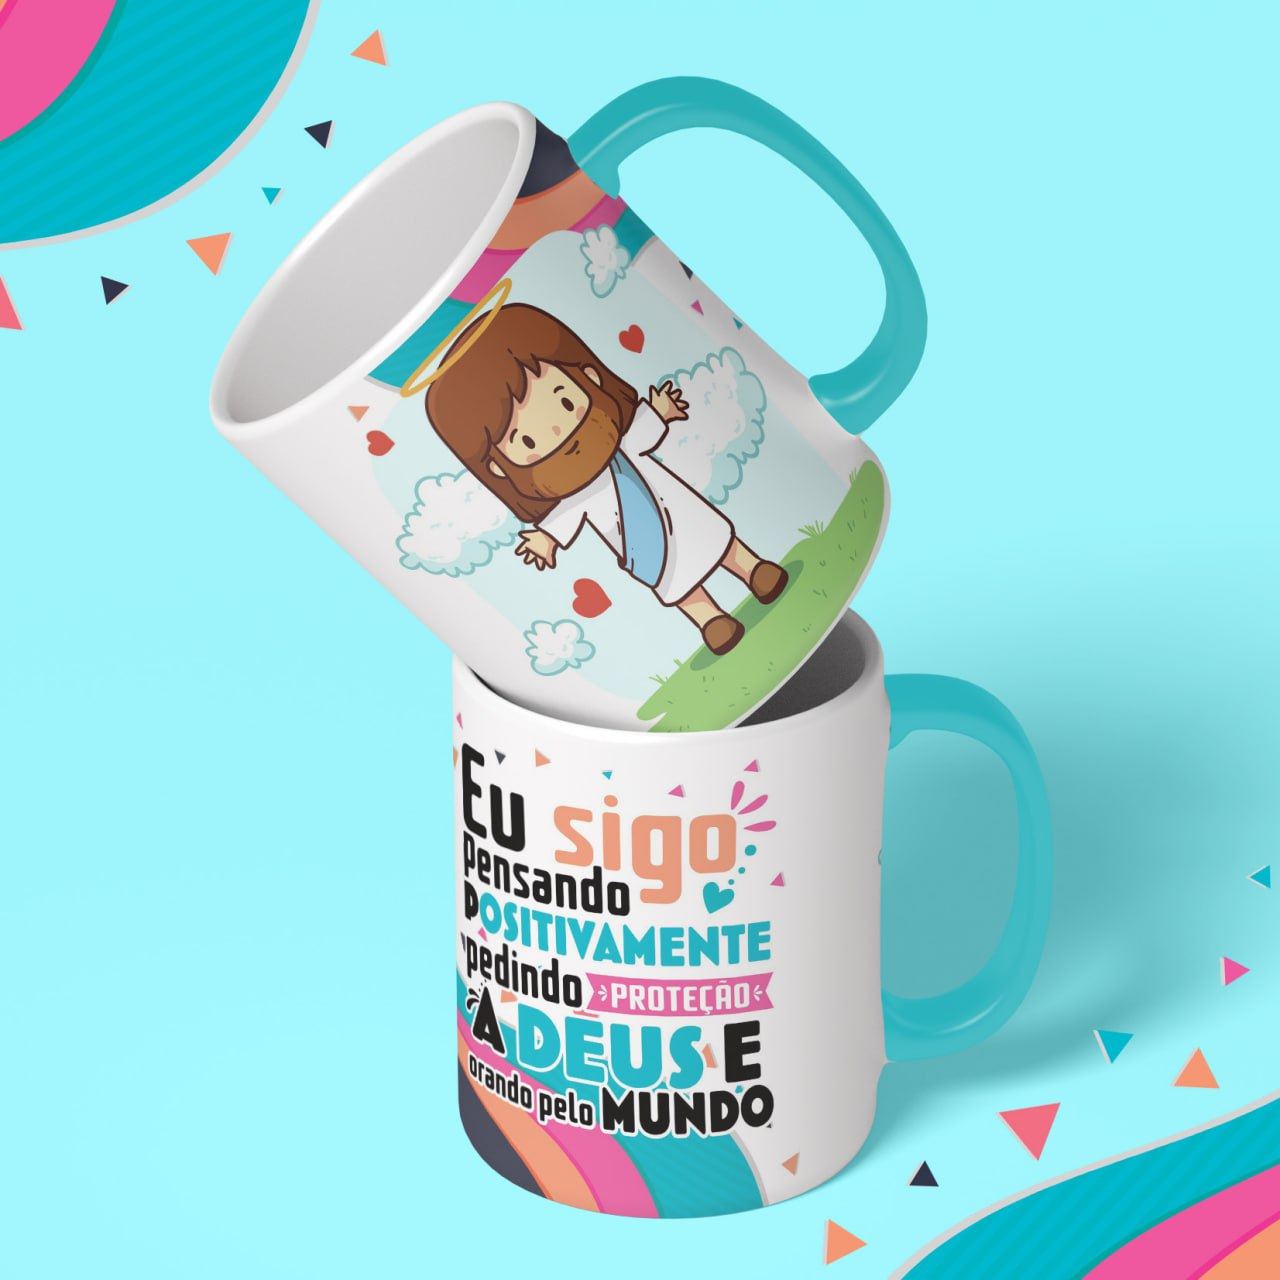 Eu sigo
pensando
POSITIVAMENTE
pedindo PROTEÇÃO
A DEUS E
orando pelo MUNDO